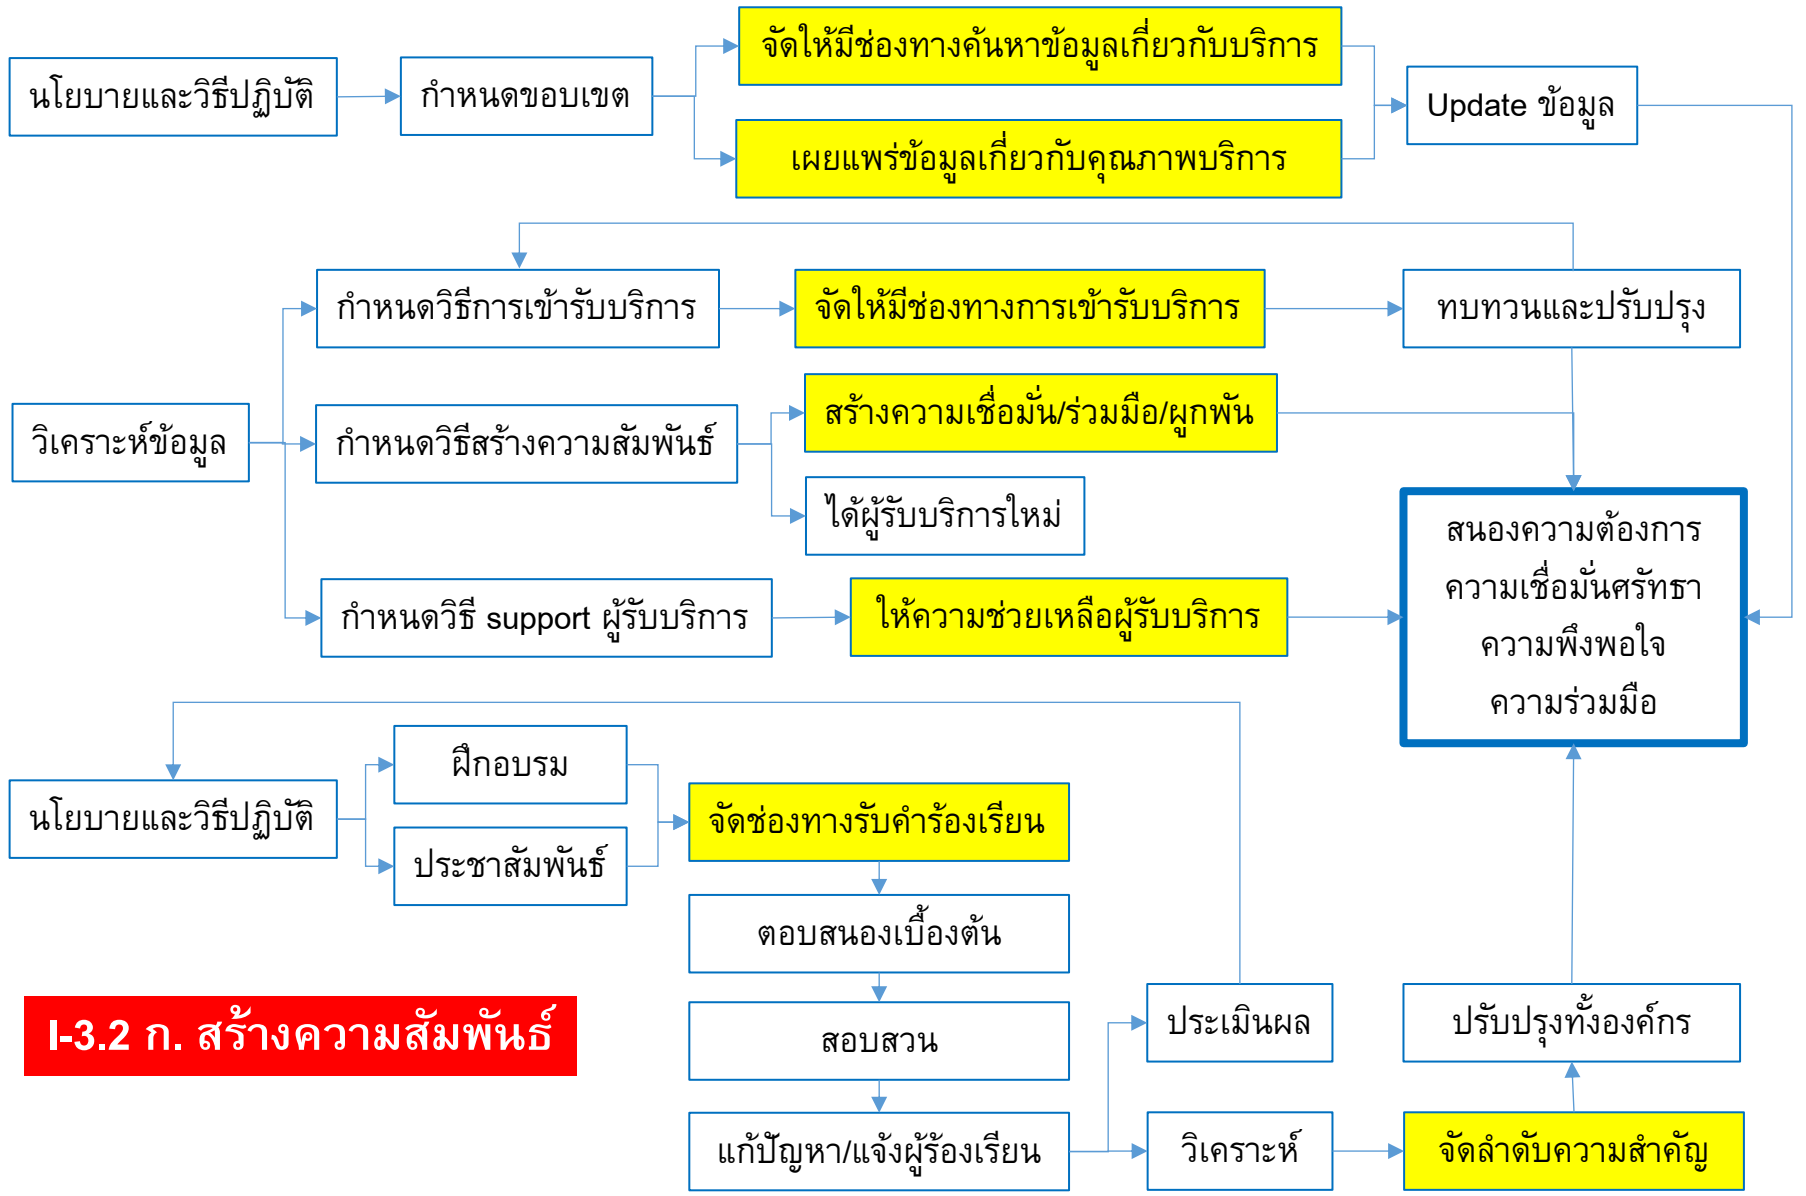 จัดให้มีช่องทางค้นหาข้อมูลเกี่ยวกับบริการ
นโยบายและวิธีปฏิบัติ
กำหนดขอบเขต
Update ข้อมูล
เผยแพร่ข้อมูลเกี่ยวกับคุณภาพบริการ
กำหนดวิธีการเข้ารับบริการ
จัดให้มีช่องทางการเข้ารับบริการ
ทบทวนและปรับปรุง
วิเคราะห์ข้อมูล
กำหนดวิธีสร้างความสัมพันธ์
สร้างความเชื่อมั่น/ร่วมมือ/ผูกพัน
ได้ผู้รับบริการใหม่
กำหนดวิธี support ผู้รับบริการ
ให้ความช่วยเหลือผู้รับบริการ
สนองความต้องการ
ความเชื่อมั่นศรัทธา
ความพึงพอใจ
ความร่วมมือ
นโยบายและวิธีปฏิบัติ
ฝึกอบรม
ประชาสัมพันธ์
จัดช่องทางรับคำร้องเรียน
ตอบสนองเบื้องต้น
สอบสวน
แก้ปัญหา/แจ้งผู้ร้องเรียน
ประเมินผล
วิเคราะห์
จัดลำดับความสำคัญ
ปรับปรุงทั้งองค์กร
I-3.2 ก. สร้างความสัมพันธ์